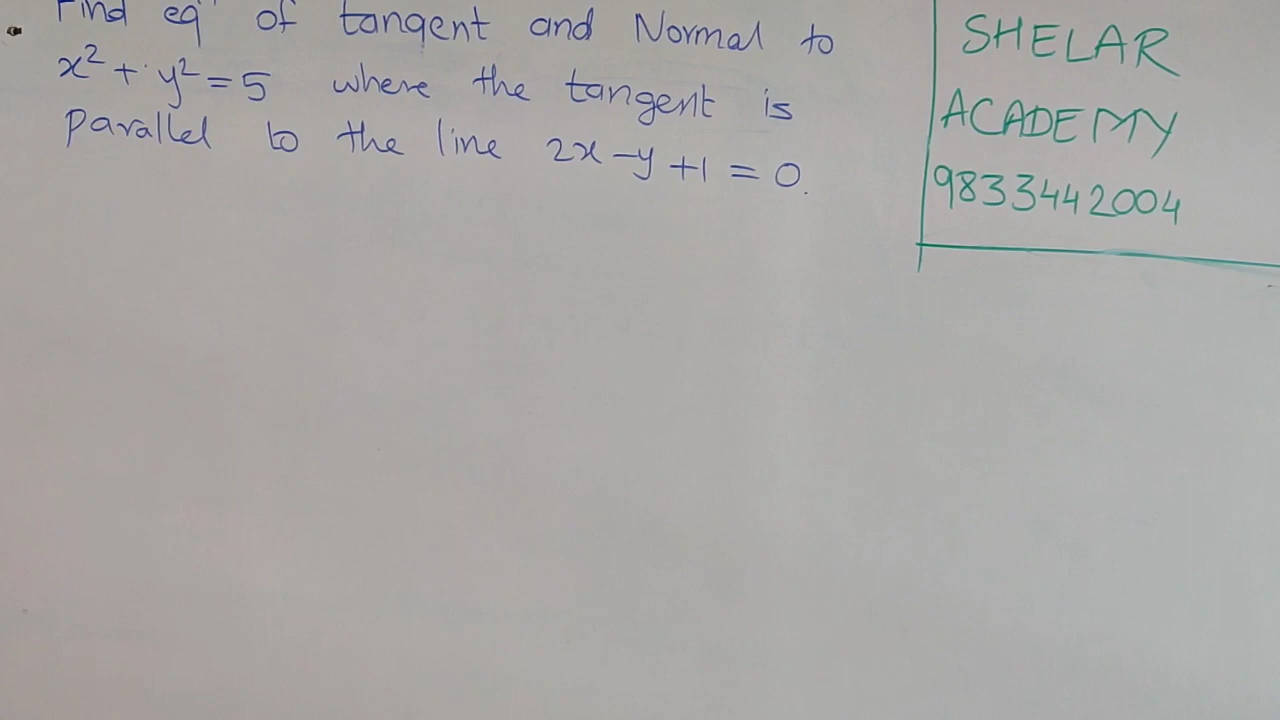 Find eqⁿ of tangent and Normal to
x² + y² = 5 where the tangent is
parallel to the line 2x - y + 1 = 0.
SHELAR
ACADEMY
9833442004